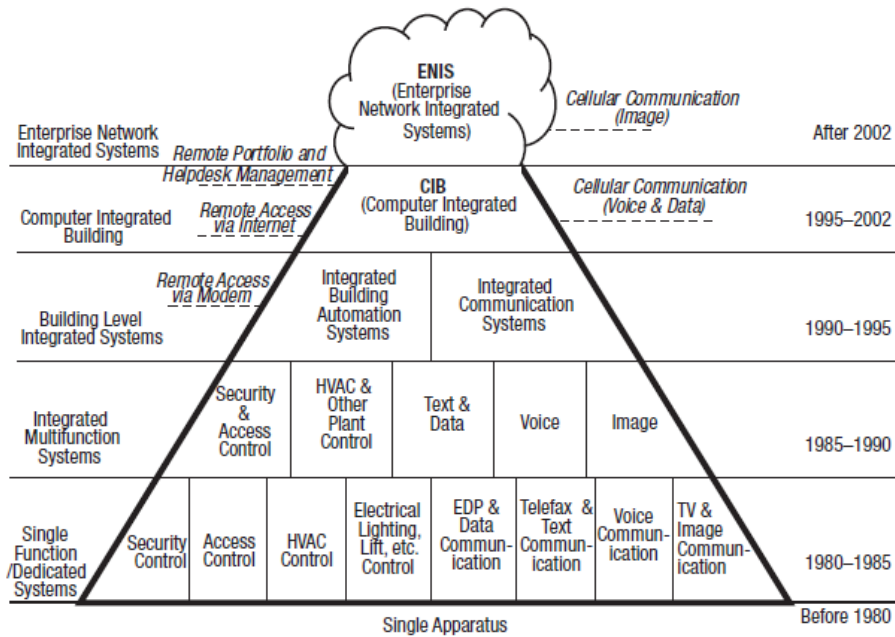 ENIS
(Enterprise
Network Integrated
Systems)
Cellular Communication
(Image)
Enterprise Network
Integrated Systems
After 2002
Remote Portfolio and
Helpdesk Management
CIB
(Computer Integrated
Building)
Cellular Communication
(Voice & Data)
Computer Integrated
Building
Remote Access
via Internet
1995–2002
Remote Access
via Modem
Integrated
Building
Automation
Systems
Integrated
Communication
Systems
Building Level
Integrated Systems
1990–1995
Integrated
Multifunction
Systems
Security
&
Access
Control
HVAC &
Other
Plant
Control
Text &
Data
Voice
Image
1985–1990
Single
Function
/Dedicated
Systems
Security
Control
Access
Control
HVAC
Control
Electrical
Lighting,
Lift, etc.
Control
EDP &
Data
Commun-
ication
Telefax &
Text
Commun-
ication
Voice
Commun-
ication
TV &
Image
Commun-
ication
1980–1985
Single Apparatus
Before 1980